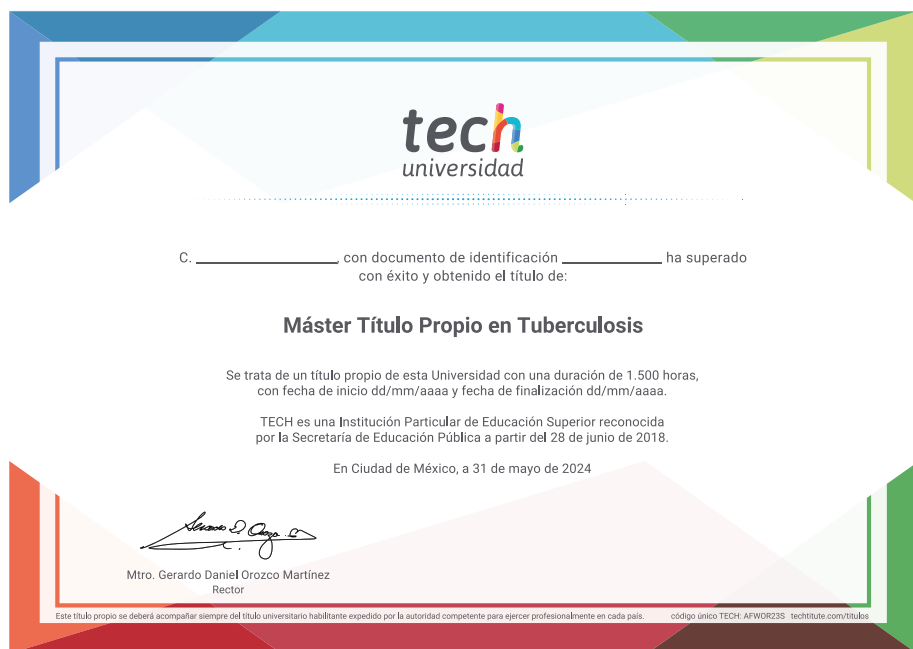 tech
universidad
C. ________________, con documento de identificación ____________ ha superado
con éxito y obtenido el título de:
Máster Título Propio en Tuberculosis
Se trata de un título propio de esta Universidad con una duración de 1.500 horas,
con fecha de inicio dd/mm/aaaa y fecha de finalización dd/mm/aaaa.
TECH es una Institución Particular de Educación Superior reconocida
por la Secretaría de Educación Pública a partir del 28 de junio de 2018.
En Ciudad de México, a 31 de mayo de 2024
Mtro. Gerardo Daniel Orozco Martínez
Rector
Este título propio se deberá acompañar siempre del título universitario habilitante expedido por la autoridad competente para ejercer profesionalmente en cada país. código único TECH: AFWOR23S techtitute.com/titulos